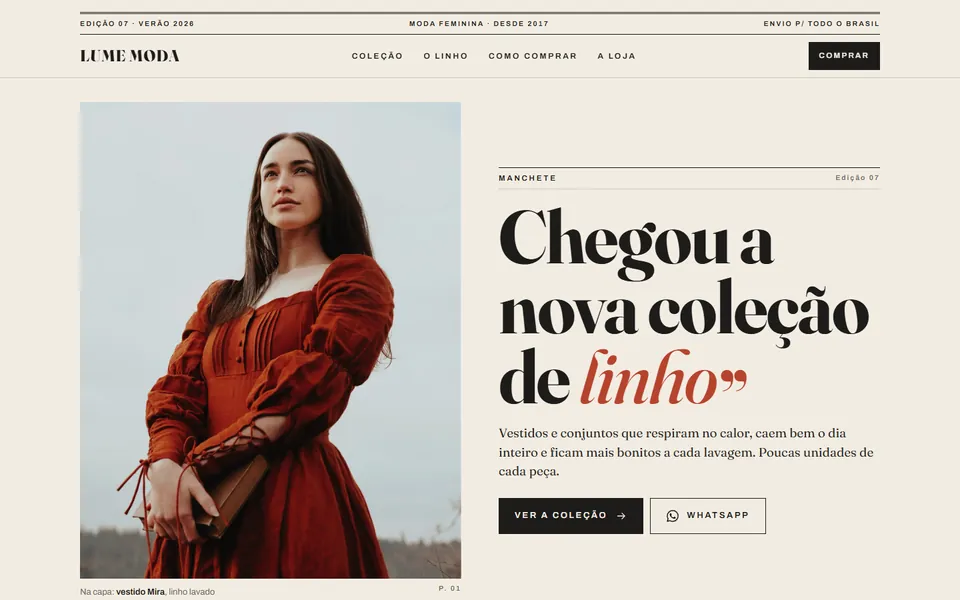 EDIÇÃO 07 · VERÃO 2026
MODA FEMININA · DESDE 2017
ENVIO P/ TODO O BRASIL
LUME MODA
COLEÇÃO
O LINHO
COMO COMPRAR
A LOJA
COMPRAR
MANCHETE
Edição 07
Chegou a
nova coleção
de linho”
Vestidos e conjuntos que respiram no calor, caem bem o dia
inteiro e ficam mais bonitos a cada lavagem. Poucas unidades de
cada peça.
VER A COLEÇÃO →
WHATSAPP
Na capa: vestido Mira, linho lavado
P. 01